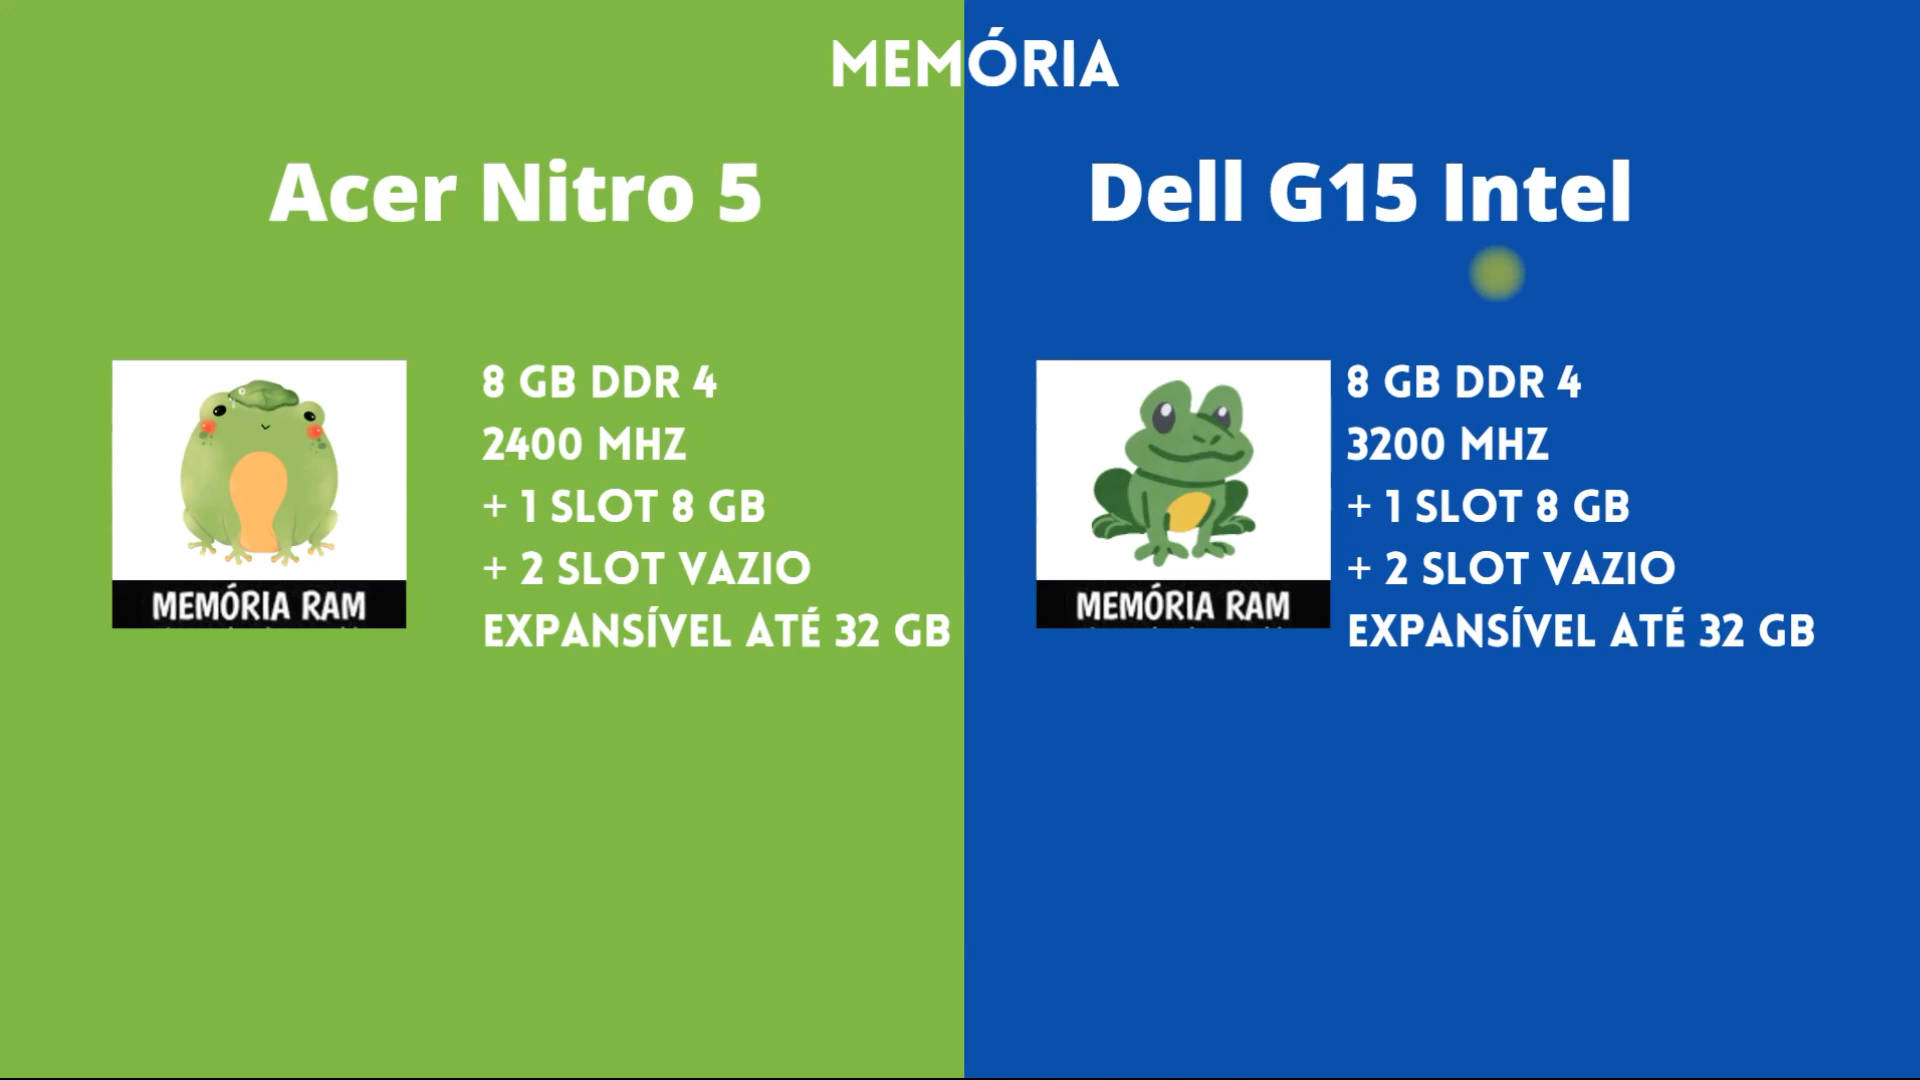 MEMÓRIA
Acer Nitro 5
8 GB DDR 4
2400 MHZ
+ 1 SLOT 8 GB
+ 2 SLOT VAZIO
EXPANSÍVEL ATÉ 32 GB
MEMÓRIA RAM
Dell G15 Intel
8 GB DDR 4
3200 MHZ
+ 1 SLOT 8 GB
+ 2 SLOT VAZIO
EXPANSÍVEL ATÉ 32 GB
MEMÓRIA RAM